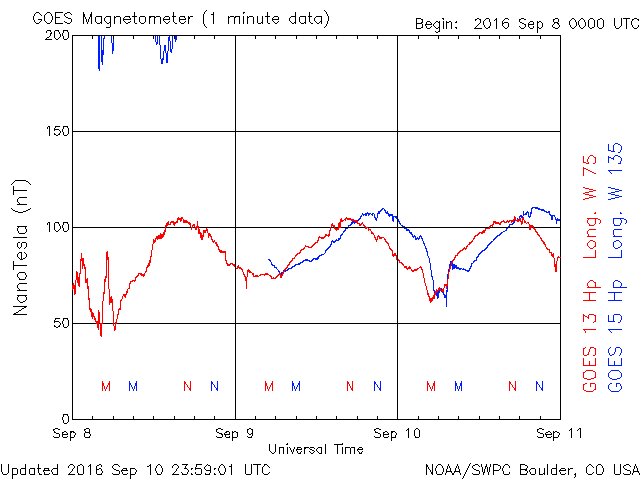 GOES Magnetometer (1 minute data)
Begin: 2016 Sep 8 0000 UTC
200
150
100
50
0
NanoTesla (nT)
M M N N M M N N M M N N
Sep 8 Sep 9 Sep 10 Sep 11
Universal Time
GOES 13 Hp Long. W 75
GOES 15 Hp Long. W 135
Updated 2016 Sep 10 23:59:01 UTC
NOAA/SWPC Boulder, CO USA